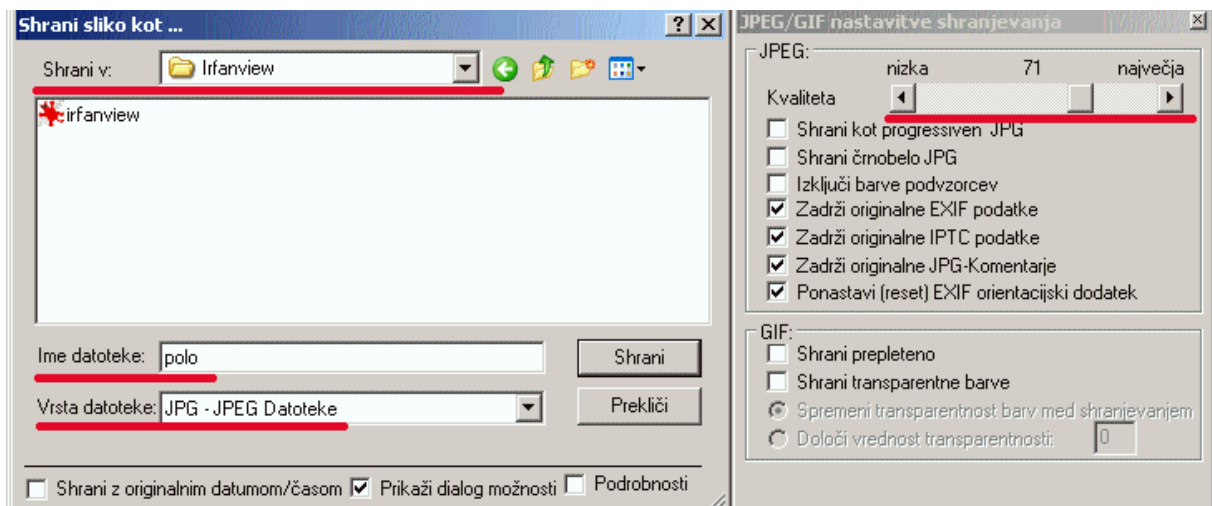 Shrani sliko kot ...
Shrani v: Irfanview
irfanview
Ime datoteke: polo
Shrani
Vrsta datoteke: JPG - JPEG Datoteke
Prekliči
Shrani z originalnim datumom/časom Prikaži dialog možnosti Podrobnosti
JPEG/GIF nastavitve shranjevanja
JPEG:
nizka 71 največja
Kvaliteta
Shrani kot progressiven JPG
Shrani črnobelo JPG
Izključi barve podvzorcev
Zadrži originalne EXIF podatke
Zadrži originalne IPTC podatke
Zadrži originalne JPG-Komentarje
Ponastavi (reset) EXIF orientacijski dodatek
GIF:
Shrani prepleteno
Shrani transparentne barve
Spremeni transparentnost barv med shranjevanjem
Določi vrednost transparentnosti: 0